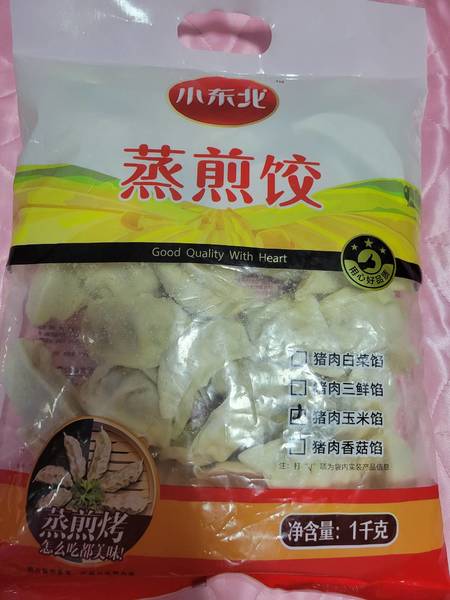 小东北
TM
蒸煎饺
Good Quality With Heart
用心好品质
猪肉白菜馅
猪肉三鲜馅
猪肉玉米馅
猪肉香菇馅
蒸煎烤
怎么吃都美味!
净含量：1千克